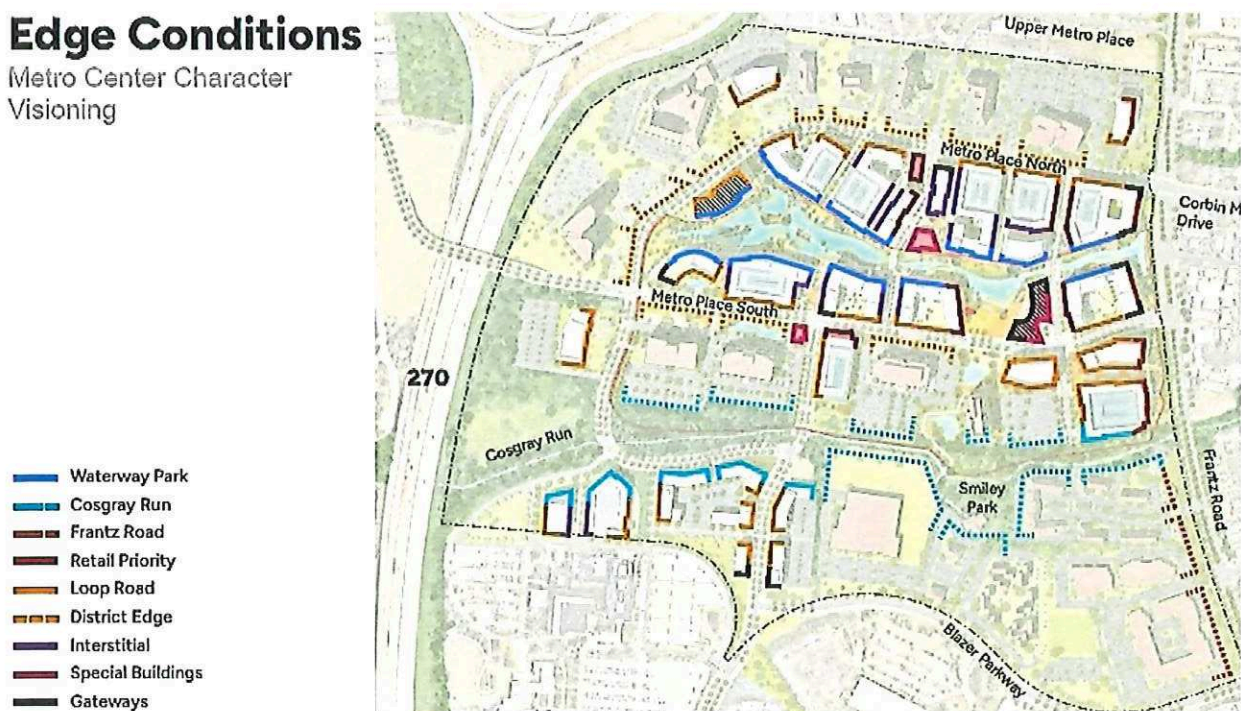 Edge Conditions
Metro Center Character
Visioning
Upper Metro Place
Metro Place North
Corbin M
Drive
Metro Place South
270
Cosgray Run
Smiley
Park
Frantz Road
Blazer Parkway
Waterway Park
Cosgray Run
Frantz Road
Retail Priority
Loop Road
District Edge
Interstitial
Special Buildings
Gateways